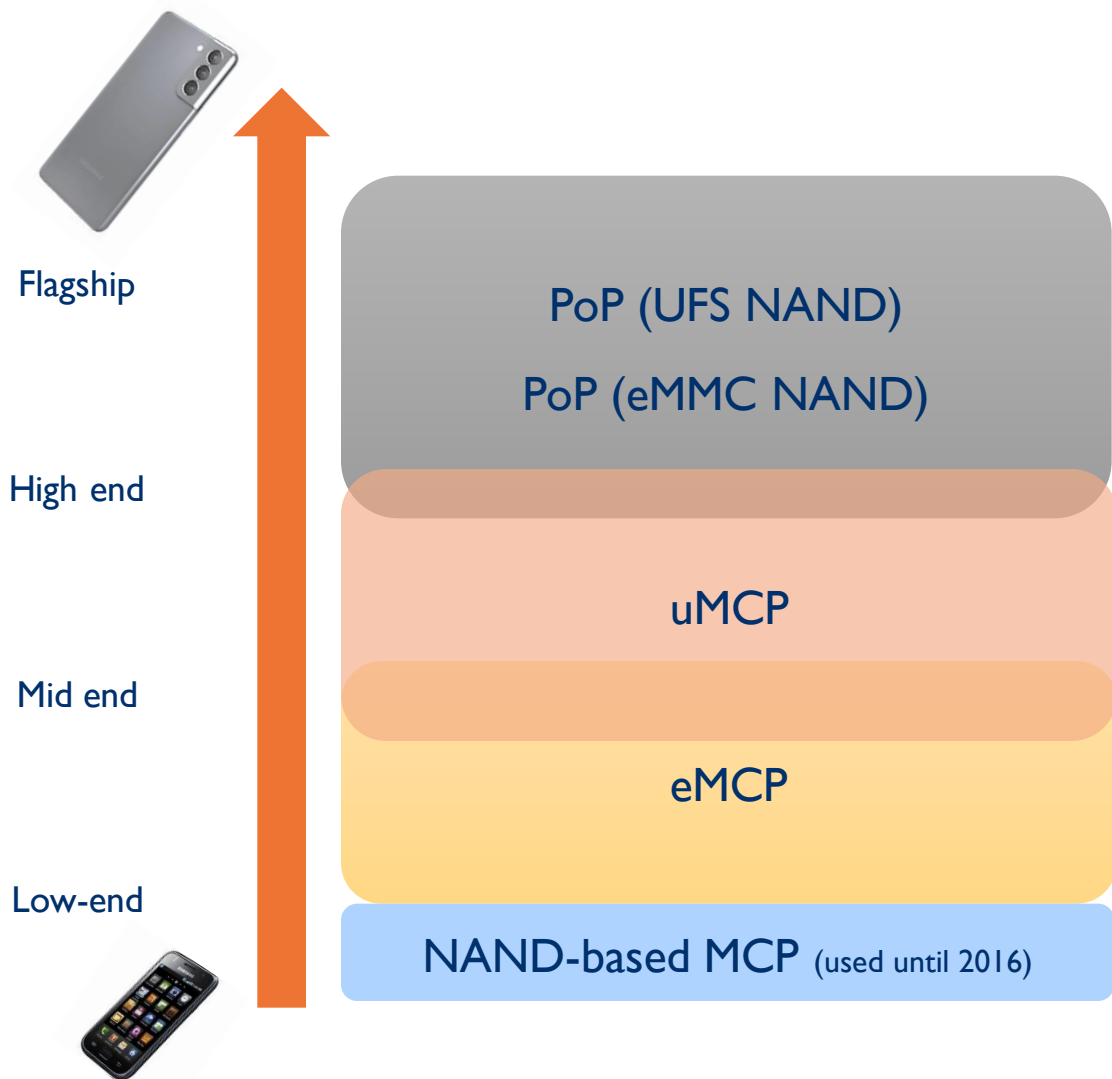 Flagship
PoP (UFS NAND)
PoP (eMMC NAND)
High end
uMCP
Mid end
eMCP
Low-end
NAND-based MCP (used until 2016)